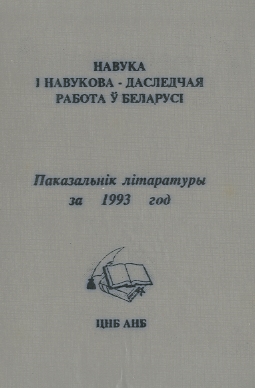 НАВУКА
І НАВУКОВА - ДАСЛЕДЧАЯ
РАБОТА Ў БЕЛАРУСІ
Паказальнік літаратуры
за 1993 год
ЦНБ АНБ